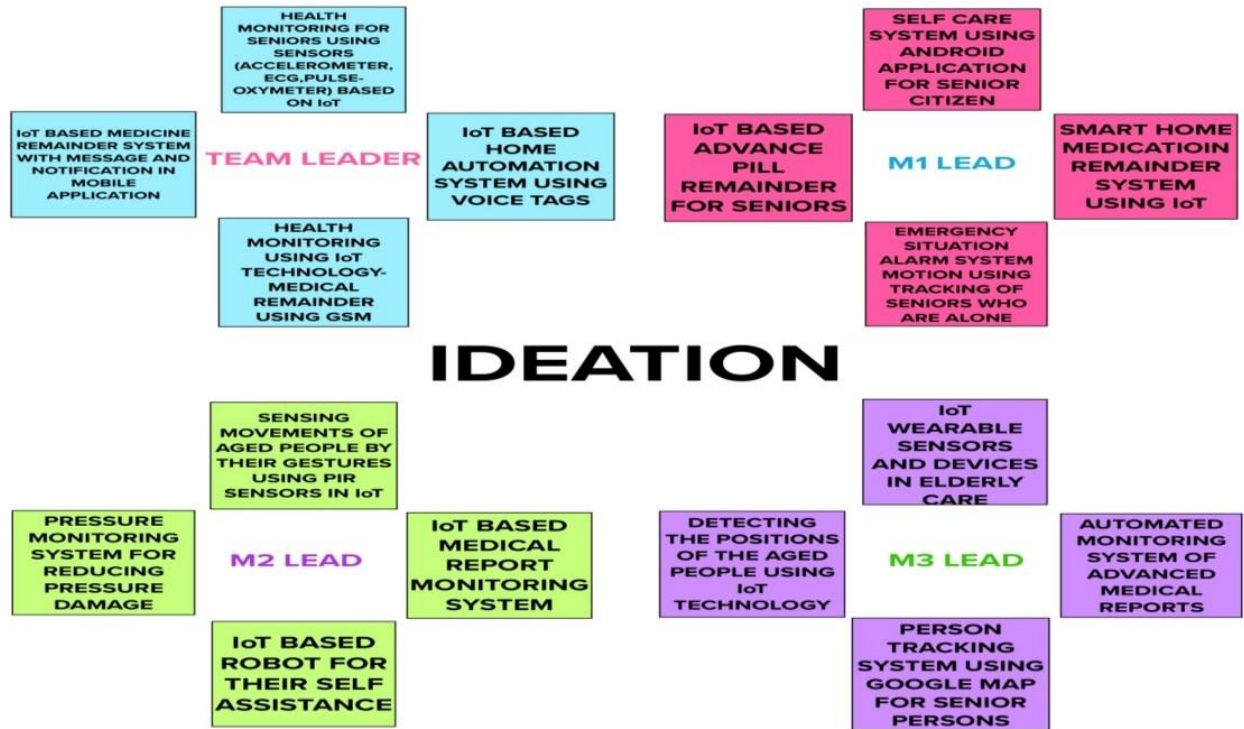 HEALTH
MONITORING FOR
SENIORS USING
SENSORS
(ACCELEROMETER,
ECG,PULSE-
OXYMETER) BASED
ON IoT
IoT BASED MEDICINE
REMAINDER SYSTEM
WITH MESSAGE AND
NOTIFICATION IN
MOBILE
APPLICATION
TEAM LEADER
IoT BASED
HOME
AUTOMATION
SYSTEM USING
VOICE TAGS
HEALTH
MONITORING
USING IoT
TECHNOLOGY-
MEDICAL
REMAINDER
USING GSM
SELF CARE
SYSTEM USING
ANDROID
APPLICATION
FOR SENIOR
CITIZEN
IoT BASED
ADVANCE
PILL
REMAINDER
FOR SENIORS
M1 LEAD
SMART HOME
MEDICATIOIN
REMAINDER
SYSTEM
USING IoT
EMERGENCY
SITUATION
ALARM SYSTEM
MOTION USING
TRACKING OF
SENIORS WHO
ARE ALONE
IDEATION
SENSING
MOVEMENTS OF
AGED PEOPLE BY
THEIR GESTURES
USING PIR
SENSORS IN IoT
PRESSURE
MONITORING
SYSTEM FOR
REDUCING
PRESSURE
DAMAGE
M2 LEAD
IoT BASED
MEDICAL
REPORT
MONITORING
SYSTEM
IoT BASED
ROBOT FOR
THEIR SELF
ASSISTANCE
IoT
WEARABLE
SENSORS
AND DEVICES
IN ELDERLY
CARE
DETECTING
THE POSITIONS
OF THE AGED
PEOPLE USING
IoT
TECHNOLOGY
M3 LEAD
AUTOMATED
MONITORING
SYSTEM OF
ADVANCED
MEDICAL
REPORTS
PERSON
TRACKING
SYSTEM USING
GOOGLE MAP
FOR SENIOR
PERSONS